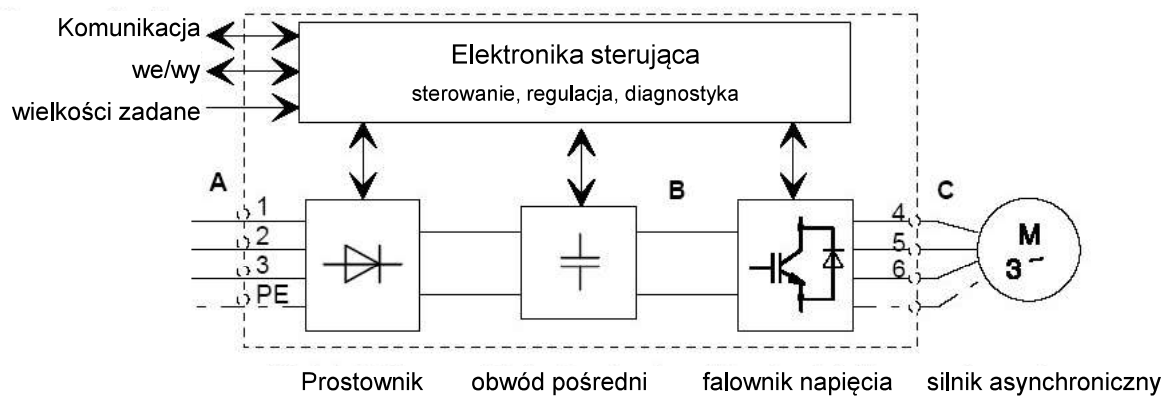 Komunikacja
we/wy
wielkości zadane
Elektronika sterująca
sterowanie, regulacja, diagnostyka
A
B
C
1
2
3
PE
4
5
6
M
3~
Prostownik
obwód pośredni
falownik napięcia
silnik asynchroniczny